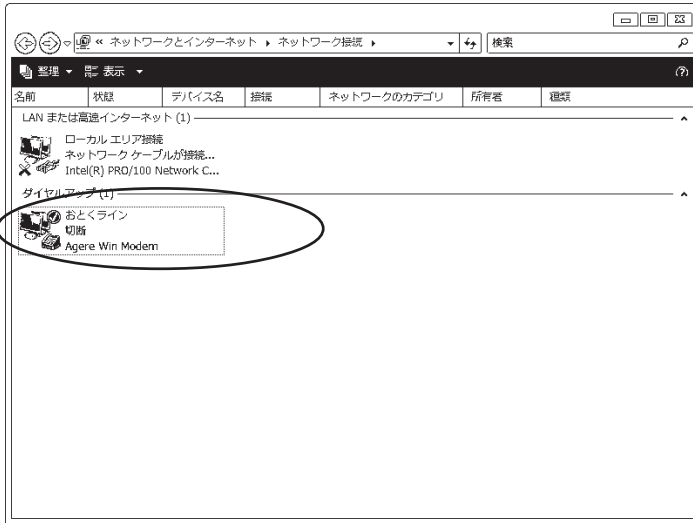 « ネットワークとインターネット ▸ ネットワーク接続 ▸ 検索
整理 表示
名前 状態 デバイス名 接続 ネットワークのカテゴリ 所有者 種類
LAN または高速インターネット (1)
ローカル エリア接続
ネットワーク ケーブルが接続...
Intel(R) PRO/100 Network C...
ダイヤルアップ (1)
おとくライン
切断
Agere Win Modem